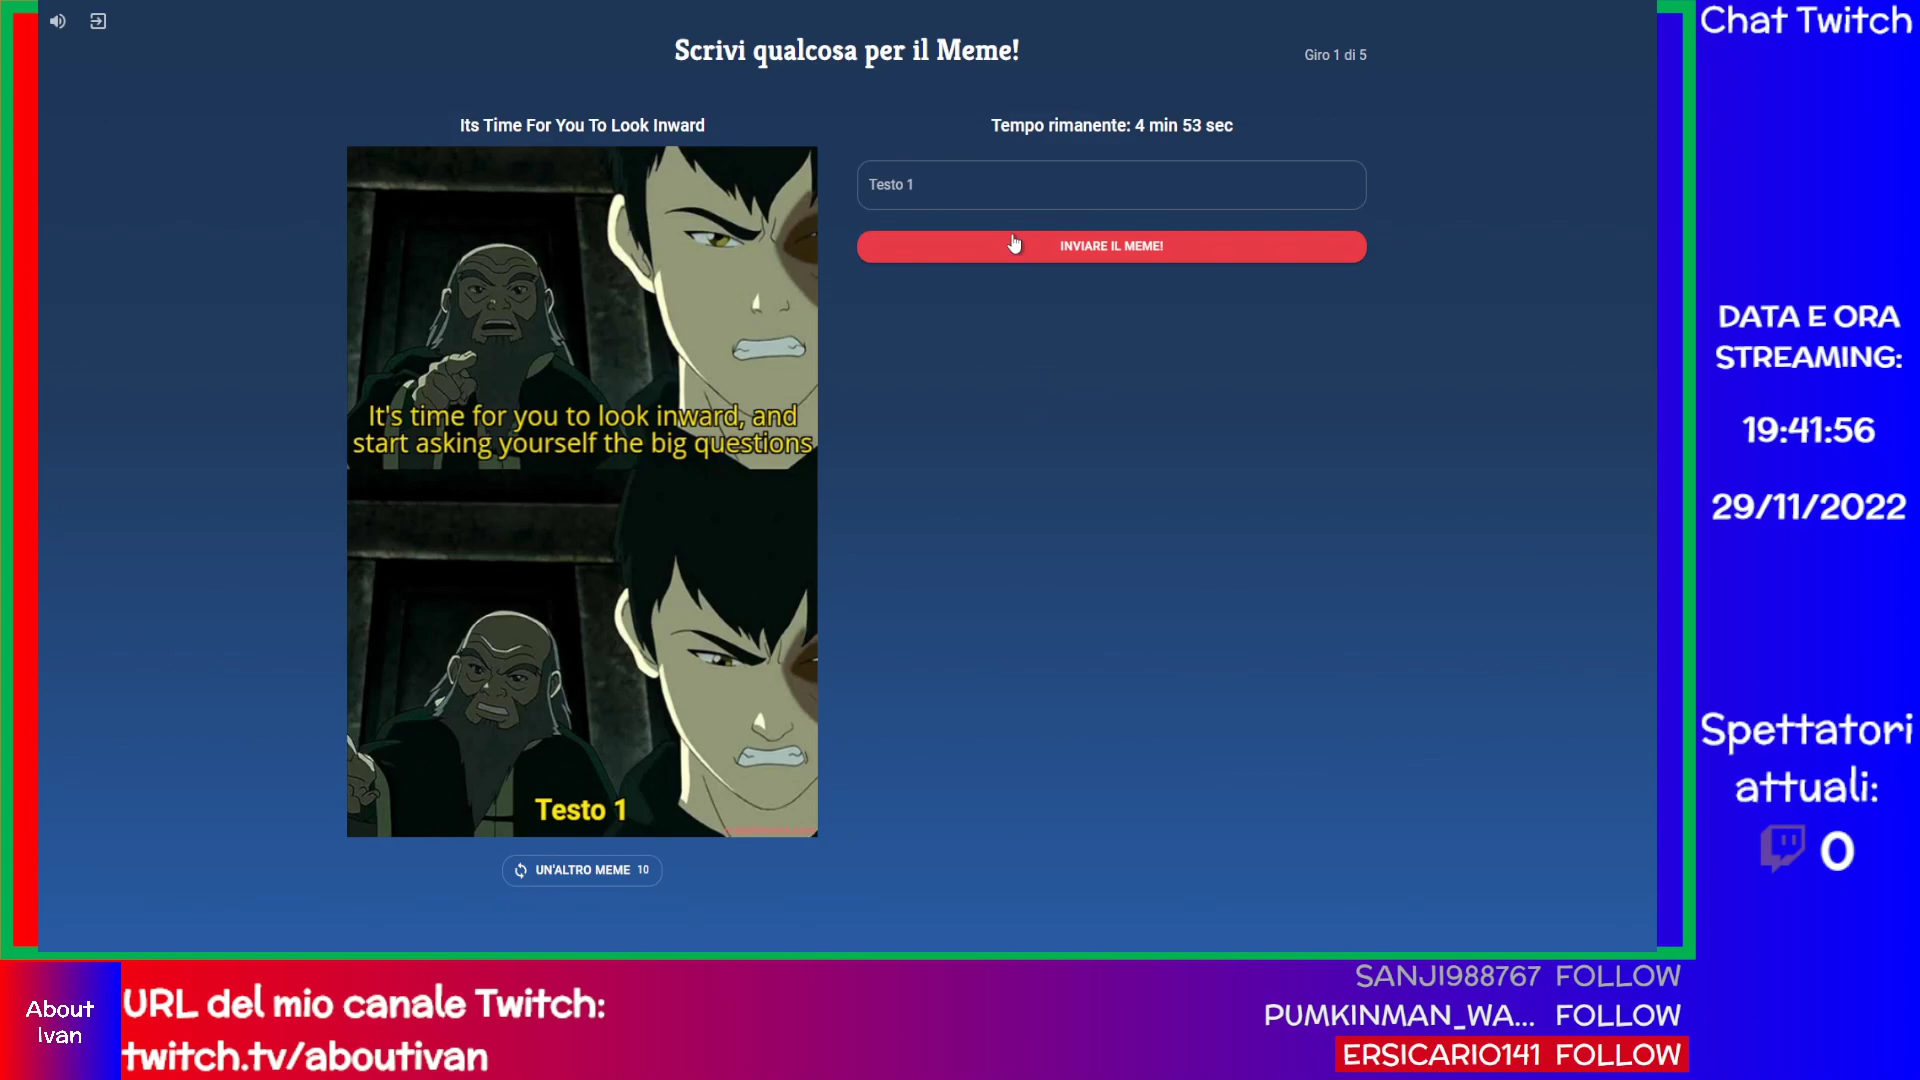 Scrivi qualcosa per il Meme!
Giro 1 di 5
Its Time For You To Look Inward
Tempo rimanente: 4 min 53 sec
Testo 1
INVIARE IL MEME!
It's time for you to look inward, and
start asking yourself the big questions
Testo 1
UN'ALTRO MEME 10
Chat Twitch
DATA E ORA
STREAMING:
19:41:56
29/11/2022
Spettatori
attuali:
0
About
Ivan
URL del mio canale Twitch:
twitch.tv/aboutivan
SANJI988767 FOLLOW
PUMKINMAN_WA... FOLLOW
ERSICARIO141 FOLLOW